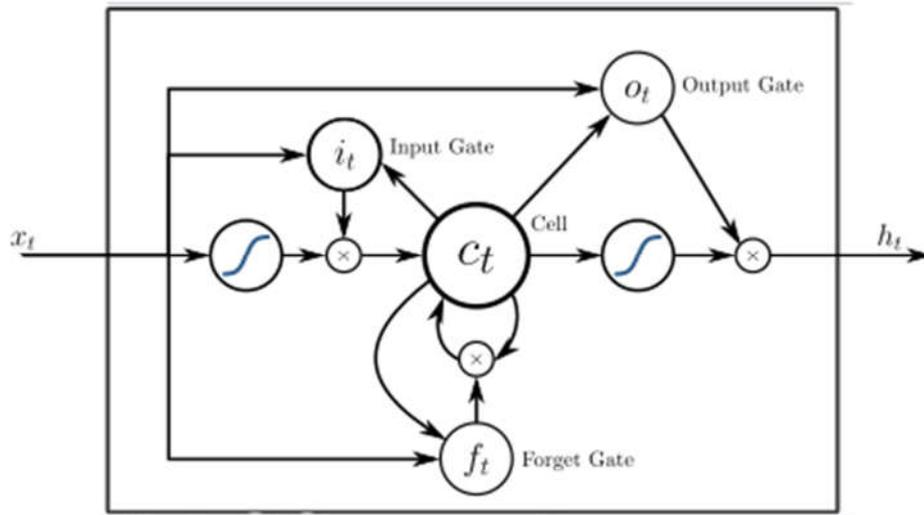 o_t Output Gate
i_t Input Gate
x_t
Cell
h_t
×
c_t
×
×
f_t Forget Gate